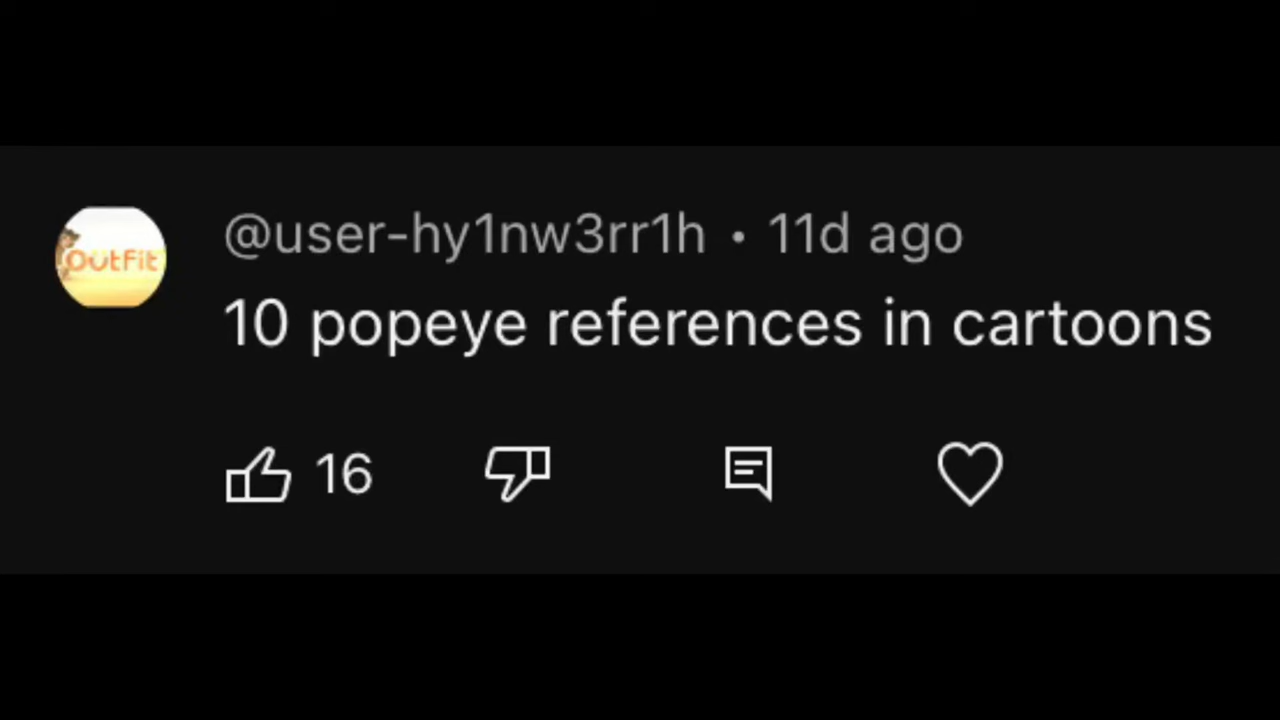 @user-hy1nw3rr1h • 11d ago
OutFit
10 popeye references in cartoons
16